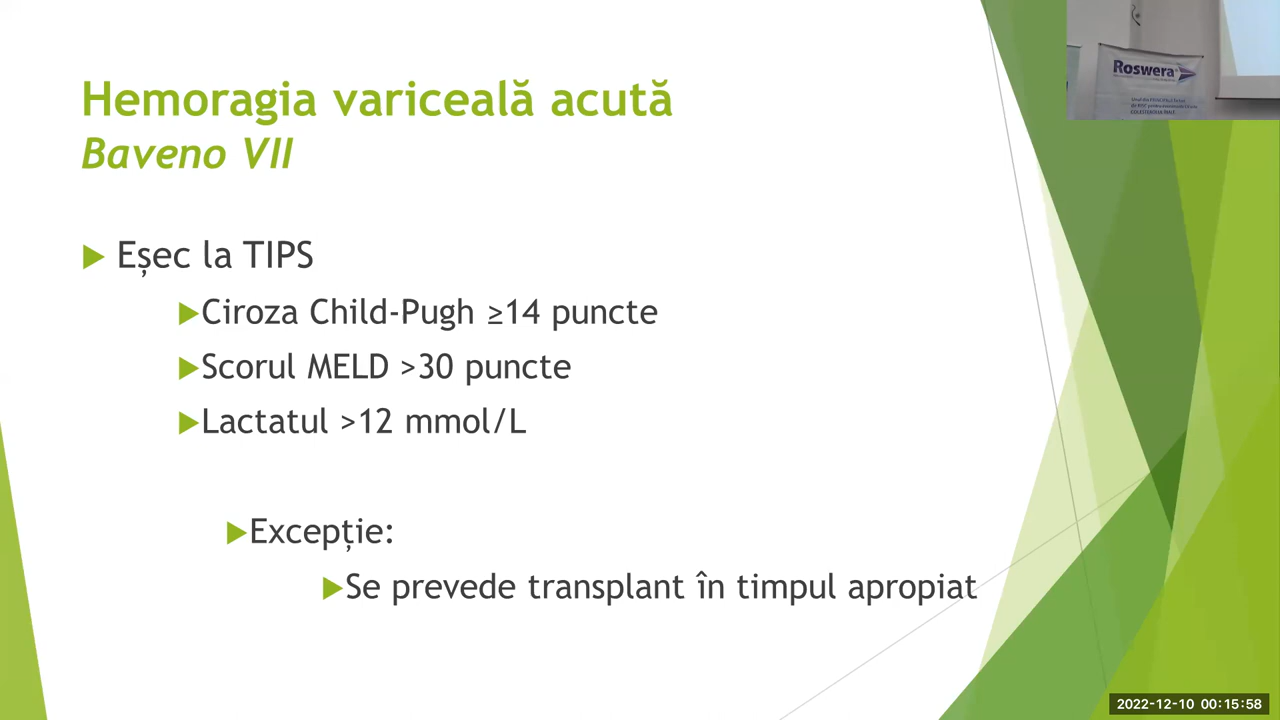 Hemoragia variceală acută
Baveno VII
Eșec la TIPS
Ciroza Child-Pugh ≥14 puncte
Scorul MELD >30 puncte
Lactatul >12 mmol/L
Excepție:
Se prevede transplant în timpul apropiat
Roswera
2022-12-10 00:15:58